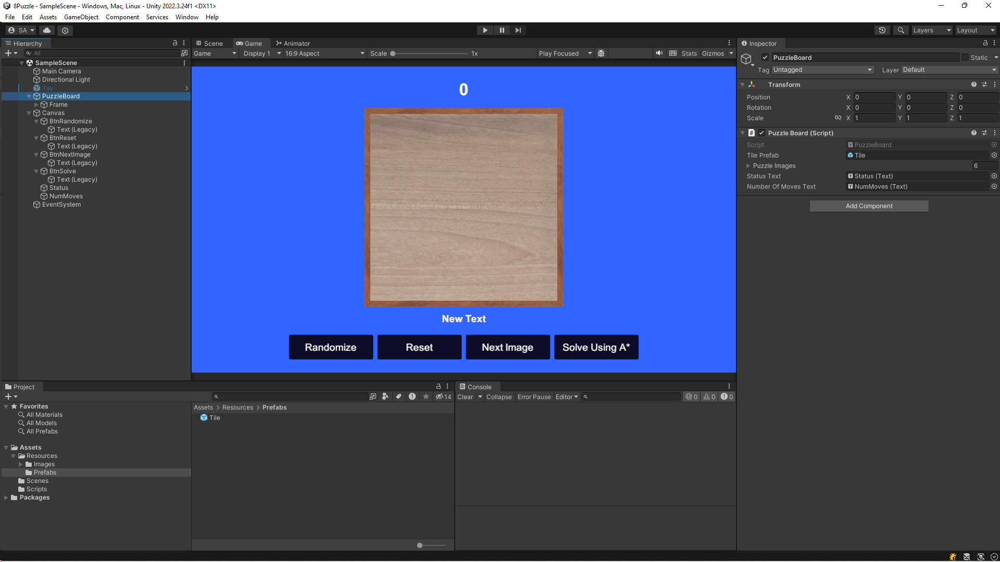 8Puzzle - SampleScene - Windows, Mac, Linux - Unity 2022.3.24f1 <DX11>
File Edit Assets GameObject Component Services Window Help
SA Layers Layout
Hierarchy
All
SampleScene
Main Camera
Directional Light
Tile
PuzzleBoard
Frame
Canvas
BtnRandomize
Text (Legacy)
BtnReset
Text (Legacy)
BtnNextImage
Text (Legacy)
BtnSolve
Text (Legacy)
Status
NumMoves
EventSystem
Scene Game Animator
Game Display 1 16:9 Aspect Scale 1x Play Focused Stats Gizmos
0
New Text
Randomize Reset Next Image Solve Using A*
Inspector
PuzzleBoard Static
Tag Untagged Layer Default
Transform
Position X 0 Y 0 Z 0
Rotation X 0 Y 0 Z 0
Scale X 1 Y 1 Z 1
# Puzzle Board (Script)
Script PuzzleBoard
Tile Prefab Tile
Puzzle Images 6
Status Text Status (Text)
Number Of Moves Text NumMoves (Text)
Add Component
Project
14
Favorites
All Materials
All Models
All Prefabs
Assets
Resources
Images
Prefabs
Scenes
Scripts
Packages
Assets > Resources > Prefabs
Tile
Console
Clear Collapse Error Pause Editor 0 0 0